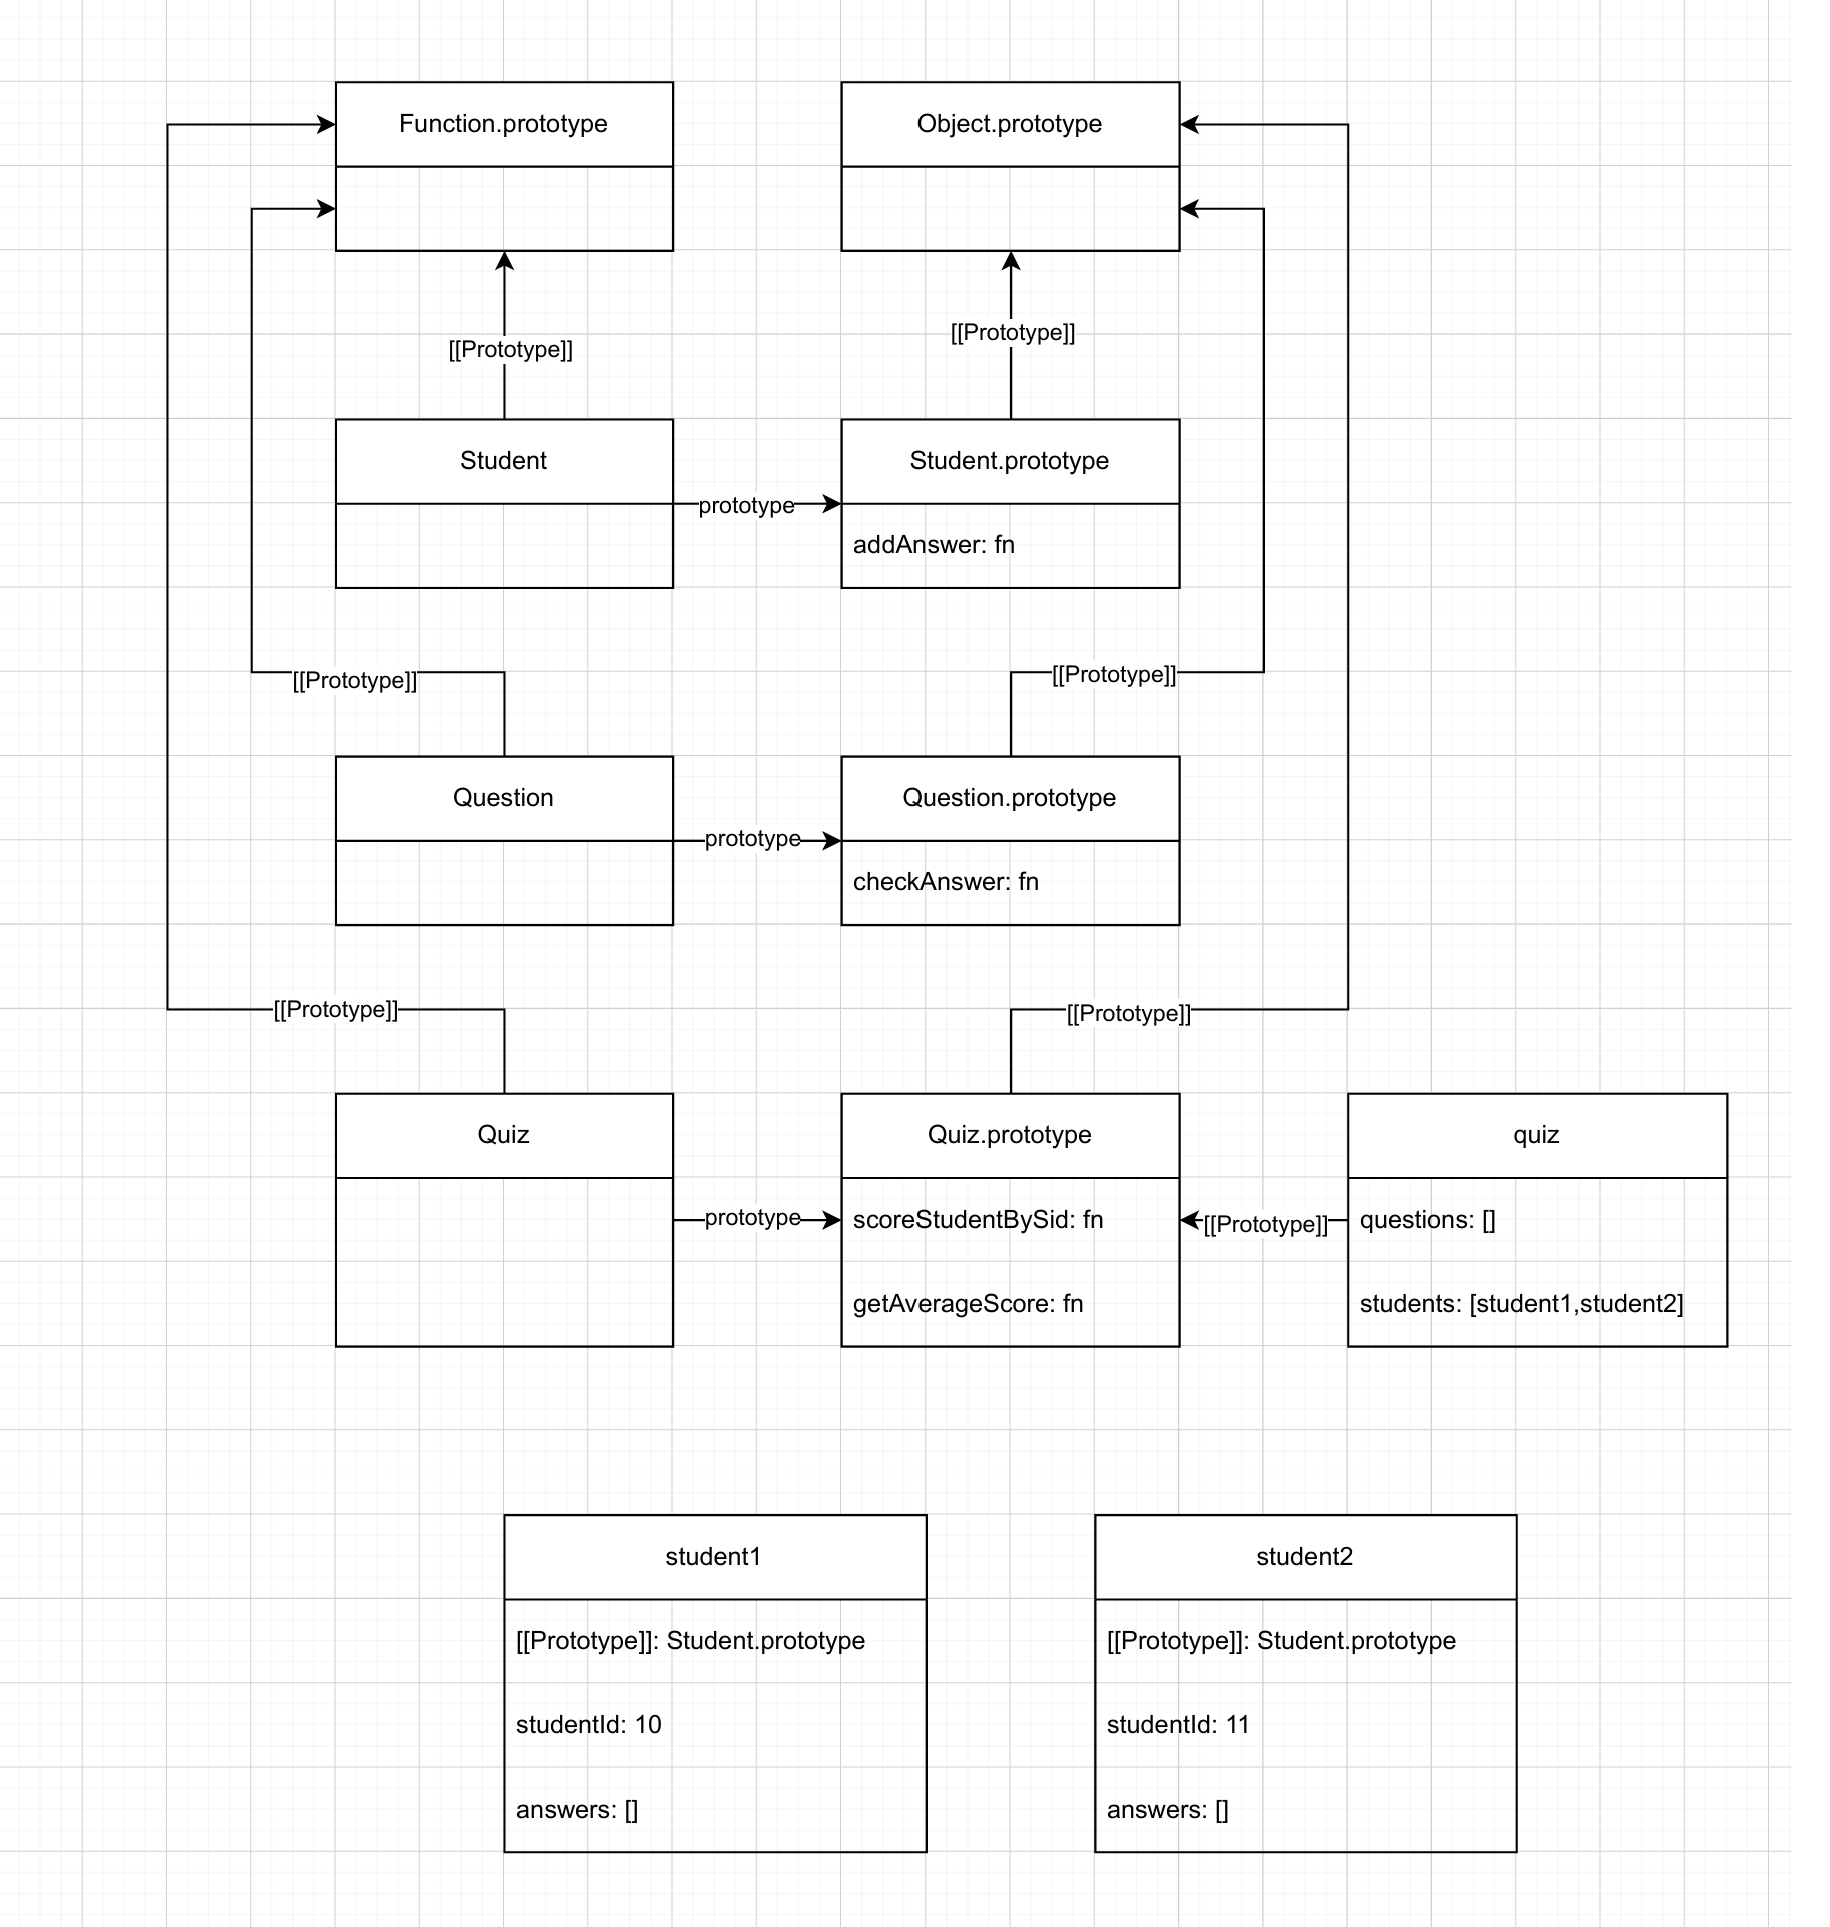 Function.prototype
Object.prototype
[[Prototype]]
[[Prototype]]
Student
prototype
Student.prototype
addAnswer: fn
[[Prototype]]
[[Prototype]]
Question
prototype
Question.prototype
checkAnswer: fn
[[Prototype]]
[[Prototype]]
Quiz
prototype
Quiz.prototype
scoreStudentBySid: fn
getAverageScore: fn
[[Prototype]]
quiz
questions: []
students: [student1,student2]
student1
[[Prototype]]: Student.prototype
studentId: 10
answers: []
student2
[[Prototype]]: Student.prototype
studentId: 11
answers: []